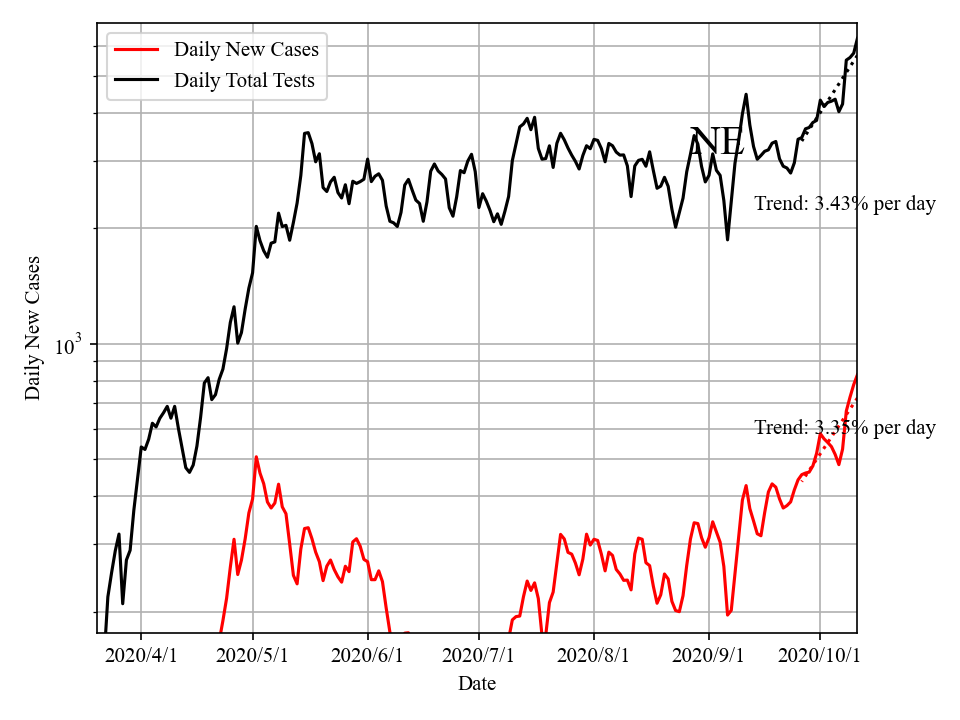 Daily New Cases
Daily Total Tests
NE
Trend: 3.43% per day
Daily New Cases
10³
Trend: 3.35% per day
2020/4/1 2020/5/1 2020/6/1 2020/7/1 2020/8/1 2020/9/1 2020/10/1
Date